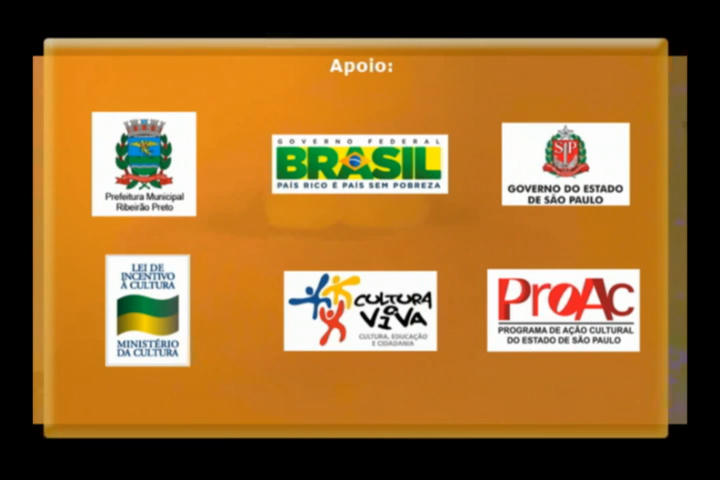 Apoio:
Prefeitura Municipal
Ribeirão Preto
GOVERNO FEDERAL
BRASIL
PAÍS RICO É PAÍS SEM POBREZA
SP
GOVERNO DO ESTADO
DE SÃO PAULO
LEI DE
INCENTIVO
À CULTURA
MINISTÉRIO
DA CULTURA
CULTURA
VIVA
CULTURA, EDUCAÇÃO
E CIDADANIA
ProAc
PROGRAMA DE AÇÃO CULTURAL
DO ESTADO DE SÃO PAULO